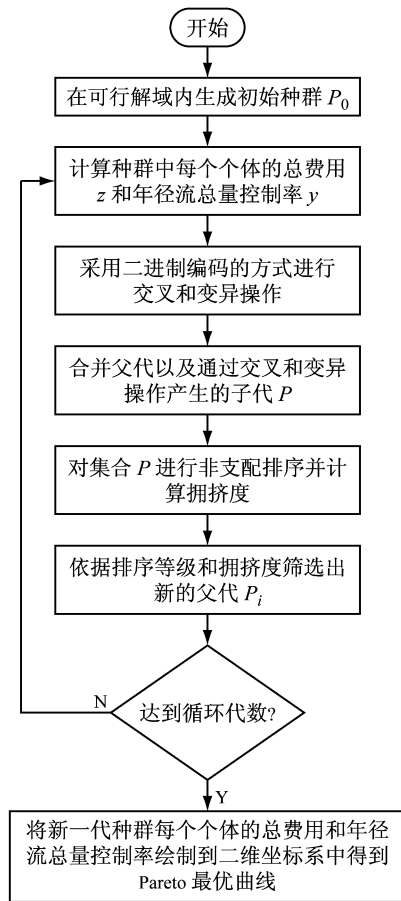 开始
在可行解域内生成初始种群 P₀
计算种群中每个个体的总费用
z 和年径流总量控制率 y
采用二进制编码的方式进行
交叉和变异操作
合并父代以及通过交叉和变异
操作产生的子代 P
对集合 P 进行非支配排序并计
算拥挤度
依据排序等级和拥挤度筛选出
新的父代 Pᵢ
N
达到循环代数?
Y
将新一代种群每个个体的总费用和年径
流总量控制率绘制到二维坐标系中得到
Pareto 最优曲线